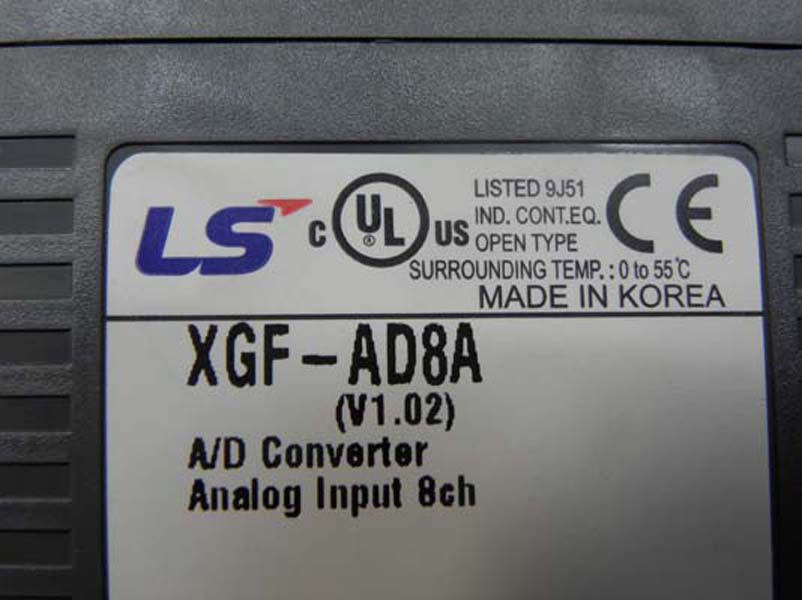 LS
C UL ® US
LISTED 9J51
IND. CONT.EQ.
OPEN TYPE
CE
SURROUNDING TEMP. : 0 to 55℃
MADE IN KOREA
XGF-AD8A
(V1.02)
A/D Converter
Analog Input 8ch